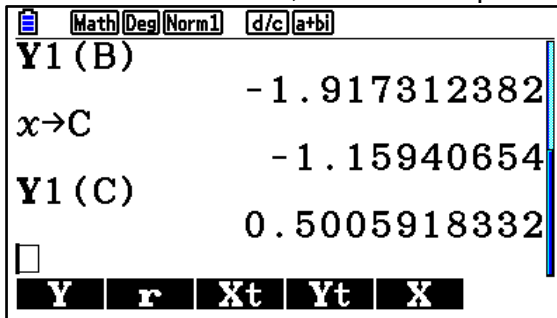 Math Deg Norm1 d/c a+bi
Y1(B)
-1.917312382
x→C
-1.15940654
Y1(C)
0.5005918332
Y r Xt Yt X